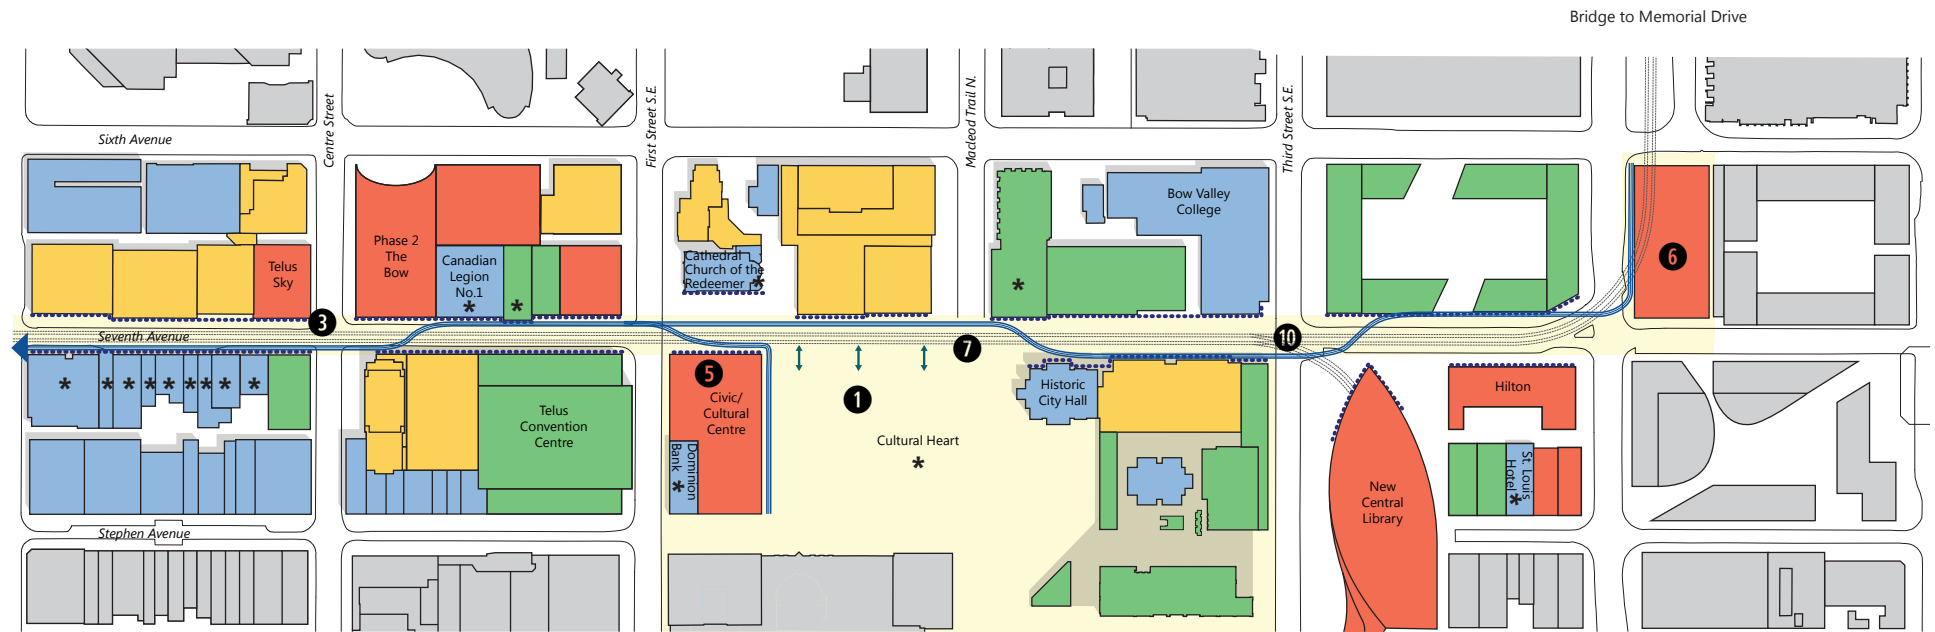 Bridge to Memorial Drive
Centre Street
First Street S.E.
Macleod Trail N.
Third Street S.E.
Sixth Avenue
Bow Valley
College
Phase 2
The
Bow
Canadian
Legion
No.1
*
*
Cathedral
Church of the
Redeemer
*
*
Telus
Sky
6
3
Seventh Avenue
7
10
5
1
* * * * * * * * *
Civic/
Cultural
Centre
Historic
City Hall
Hilton
Telus
Convention
Centre
Cultural Heart
*
Dominion
Bank *
St. Louis
Hotel *
New
Central
Library
Stephen Avenue